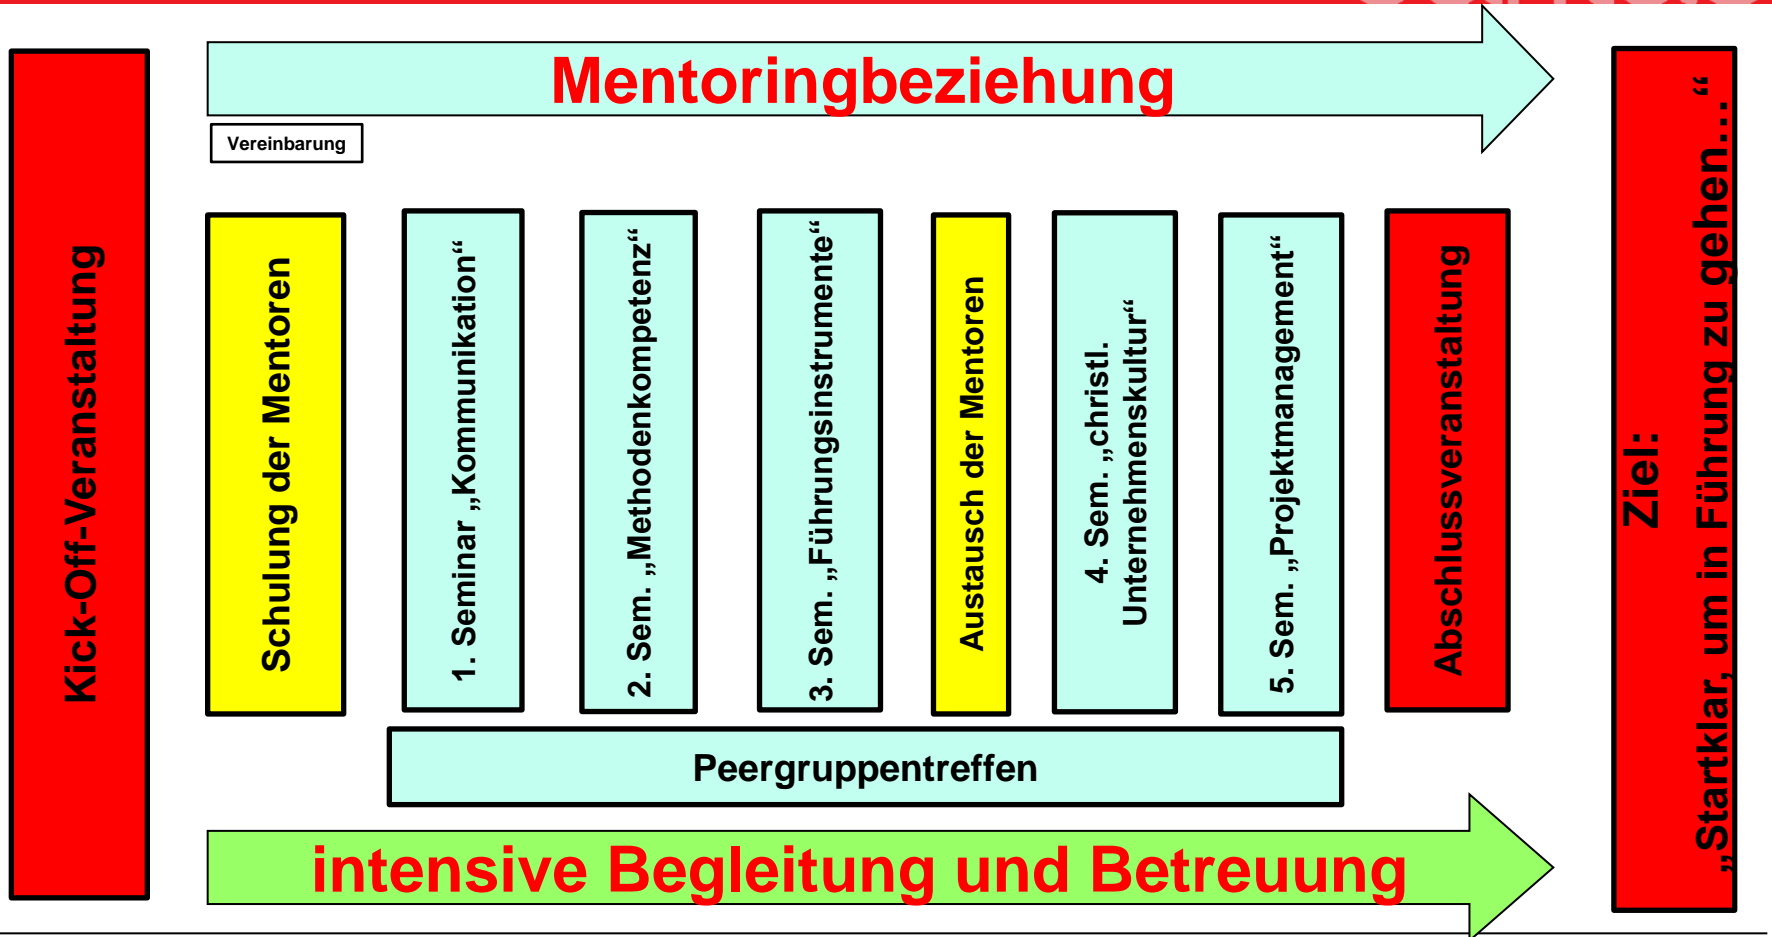 Mentoringbeziehung
Vereinbarung
Kick-Off-Veranstaltung
Schulung der Mentoren
1. Seminar „Kommunikation“
2. Sem. „Methodenkompetenz“
3. Sem. „Führungsinstrumente“
Austausch der Mentoren
4. Sem. „christl.
Unternehmenskultur“
5. Sem. „Projektmanagement“
Abschlussveranstaltung
Ziel:
„Startklar, um in Führung zu gehen…“
Peergruppentreffen
intensive Begleitung und Betreuung